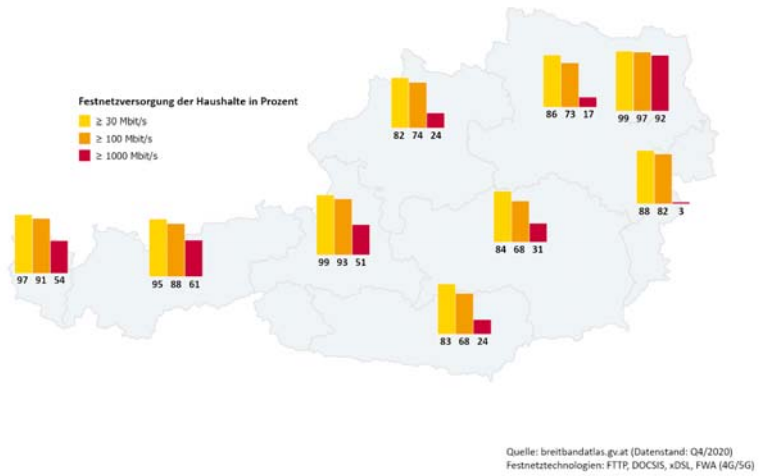 Festnetzversorgung der Haushalte in Prozent
≥ 30 Mbit/s
≥ 100 Mbit/s
≥ 1000 Mbit/s
82 74 24
86 73 17
99 97 92
88 82 3
97 91 54
95 88 61
99 93 51
84 68 31
83 68 24
Quelle: breitbandatlas.gv.at (Datenstand: Q4/2020)
Festnetztechnologien: FTTP, DOCSIS, xDSL, FWA (4G/5G)